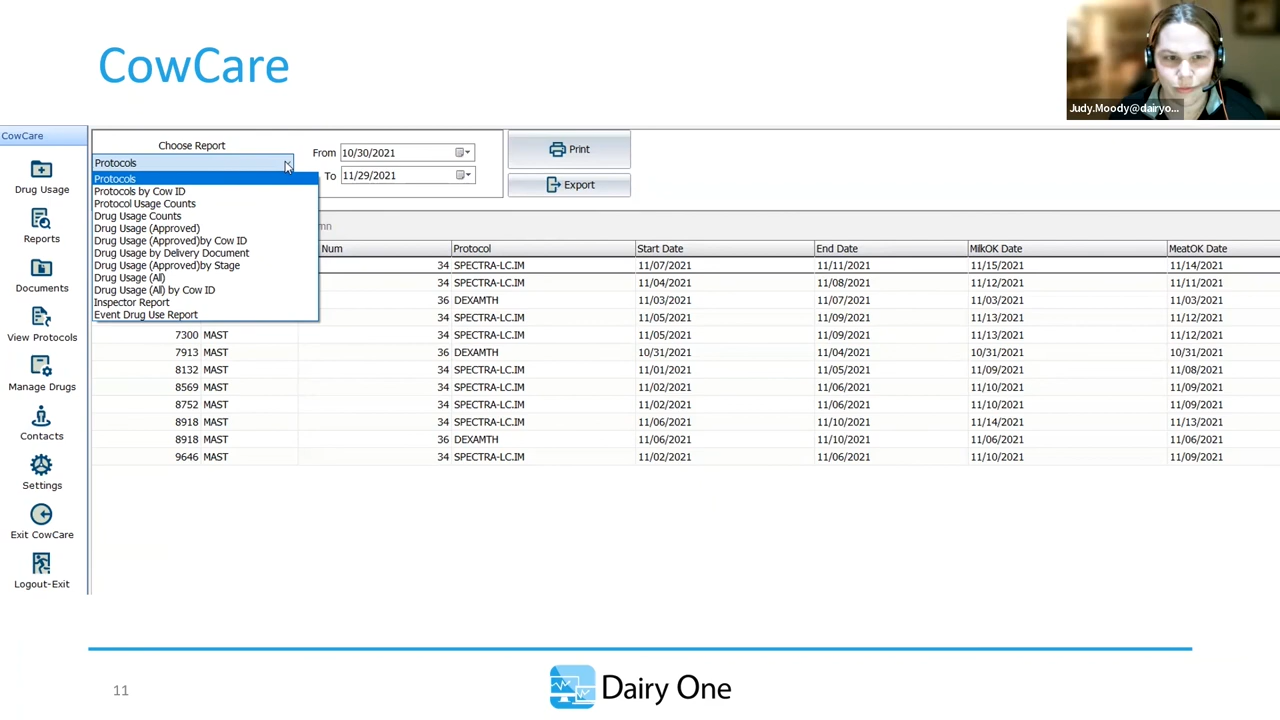 CowCare
Judy.Moody@dairyo...
CowCare
Drug Usage
Reports
Documents
View Protocols
Manage Drugs
Contacts
Settings
Exit CowCare
Logout-Exit
Choose Report
Protocols
From 10/30/2021
To 11/29/2021
Print
Export
Protocols
Protocols by Cow ID
Protocol Usage Counts
Drug Usage Counts
Drug Usage (Approved)
Drug Usage (Approved)by Cow ID
Drug Usage by Delivery Document
Drug Usage (Approved)by Stage
Drug Usage (All)
Drug Usage (All) by Cow ID
Inspector Report
Event Drug Use Report
Num Protocol Start Date End Date MilkOK Date MeatOK Date
34 SPECTRA-LC.IM 11/07/2021 11/11/2021 11/15/2021 11/14/2021
34 SPECTRA-LC.IM 11/04/2021 11/08/2021 11/12/2021 11/11/2021
36 DEXAMTH 11/03/2021 11/07/2021 11/03/2021 11/03/2021
34 SPECTRA-LC.IM 11/05/2021 11/09/2021 11/13/2021 11/12/2021
7300 MAST 34 SPECTRA-LC.IM 11/05/2021 11/09/2021 11/13/2021 11/12/2021
7913 MAST 36 DEXAMTH 10/31/2021 11/04/2021 10/31/2021 10/31/2021
8132 MAST 34 SPECTRA-LC.IM 11/01/2021 11/05/2021 11/09/2021 11/08/2021
8569 MAST 34 SPECTRA-LC.IM 11/02/2021 11/06/2021 11/10/2021 11/09/2021
8752 MAST 34 SPECTRA-LC.IM 11/02/2021 11/06/2021 11/10/2021 11/09/2021
8918 MAST 34 SPECTRA-LC.IM 11/06/2021 11/10/2021 11/14/2021 11/13/2021
8918 MAST 36 DEXAMTH 11/06/2021 11/10/2021 11/06/2021 11/06/2021
9646 MAST 34 SPECTRA-LC.IM 11/02/2021 11/06/2021 11/10/2021 11/09/2021
11
Dairy One